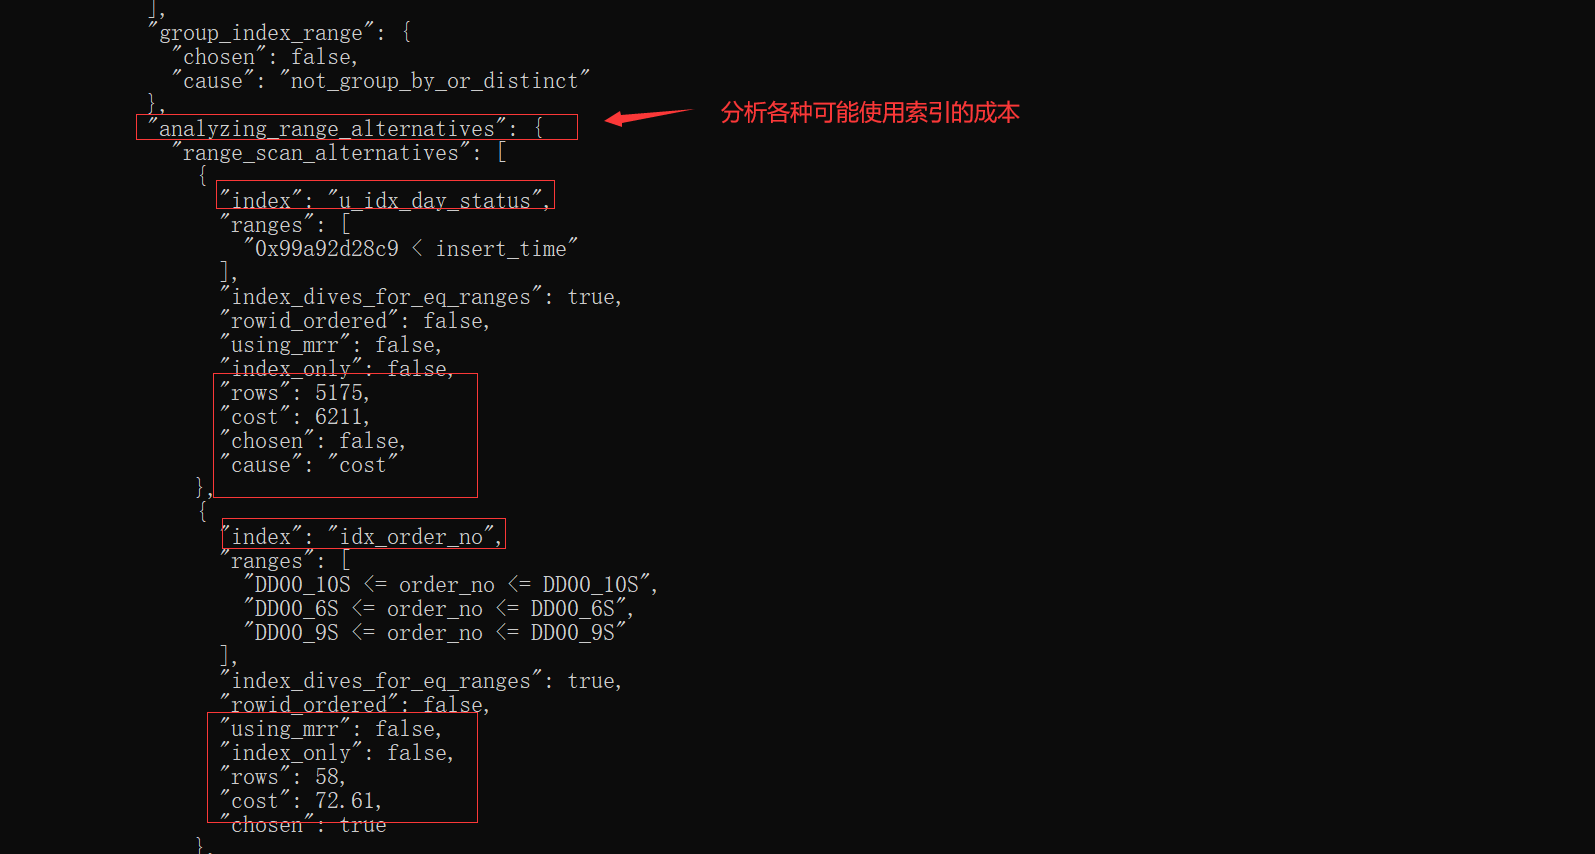 ],
"group_index_range": {
"chosen": false,
"cause": "not_group_by_or_distinct"
},
"analyzing_range_alternatives": {
分析各种可能使用索引的成本
"range_scan_alternatives": [
{
"index": "u_idx_day_status",
"ranges": [
"0x99a92d28c9 < insert_time"
],
"index_dives_for_eq_ranges": true,
"rowid_ordered": false,
"using_mrr": false,
"index_only": false,
"rows": 5175,
"cost": 6211,
"chosen": false,
"cause": "cost"
},
{
"index": "idx_order_no",
"ranges": [
"DD00_10S <= order_no <= DD00_10S",
"DD00_6S <= order_no <= DD00_6S",
"DD00_9S <= order_no <= DD00_9S"
],
"index_dives_for_eq_ranges": true,
"rowid_ordered": false,
"using_mrr": false,
"index_only": false,
"rows": 58,
"cost": 72.61,
"chosen": true
},